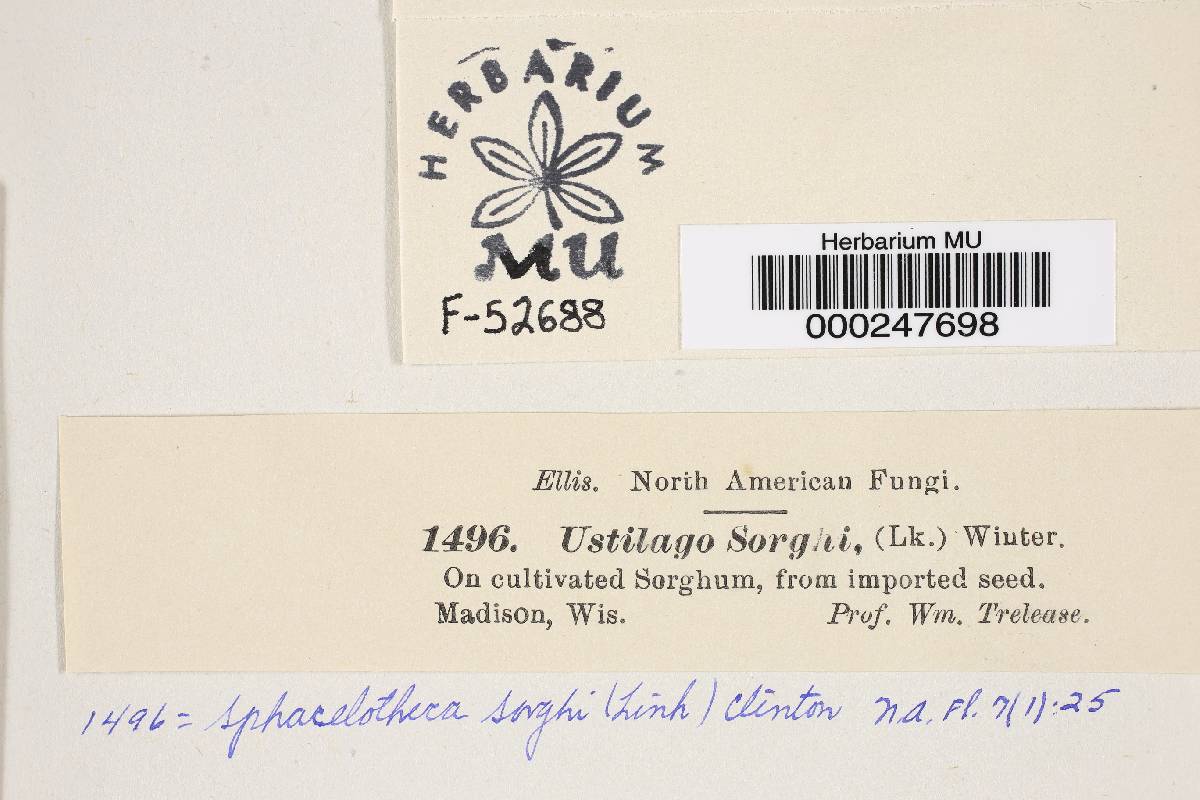 HERBARIUM
MU
F-52688
Herbarium MU
000247698
Ellis. North American Fungi.
1496. Ustilago Sorghi, (Lk.) Winter.
On cultivated Sorghum, from imported seed.
Madison, Wis. Prof. Wm. Trelease.
1496 = Sphacelotheca sorghi (Link) Clinton n.a. Fl. 7(1):25